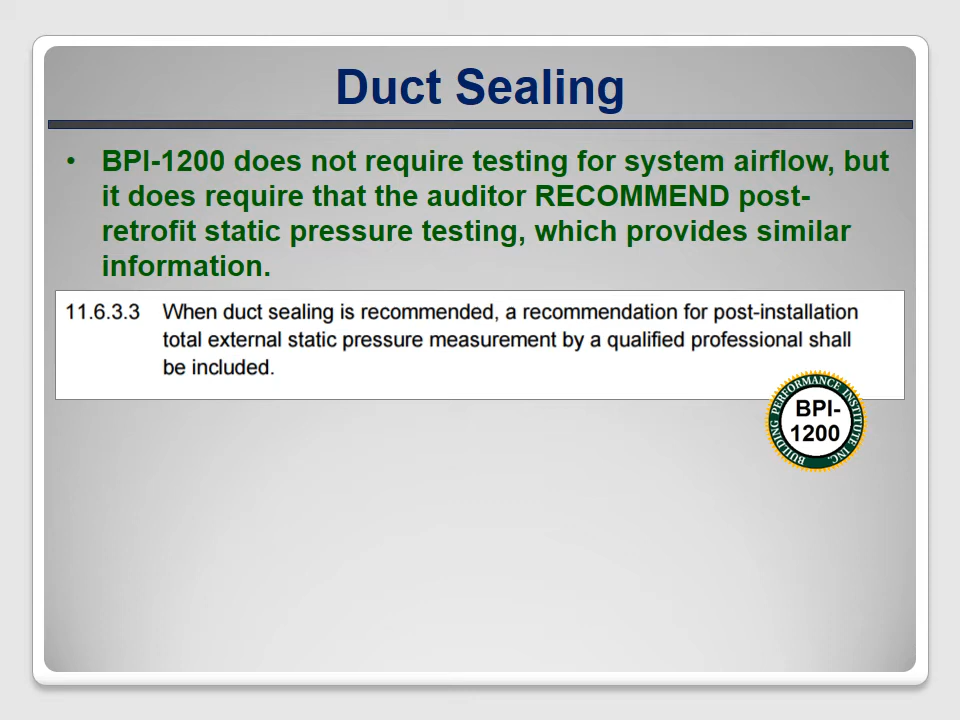 Duct Sealing
• BPI-1200 does not require testing for system airflow, but
it does require that the auditor RECOMMEND post-
retrofit static pressure testing, which provides similar
information.
11.6.3.3 When duct sealing is recommended, a recommendation for post-installation
total external static pressure measurement by a qualified professional shall
be included.
BUILDING PERFORMANCE INSTITUTE, INC.
BPI-
1200